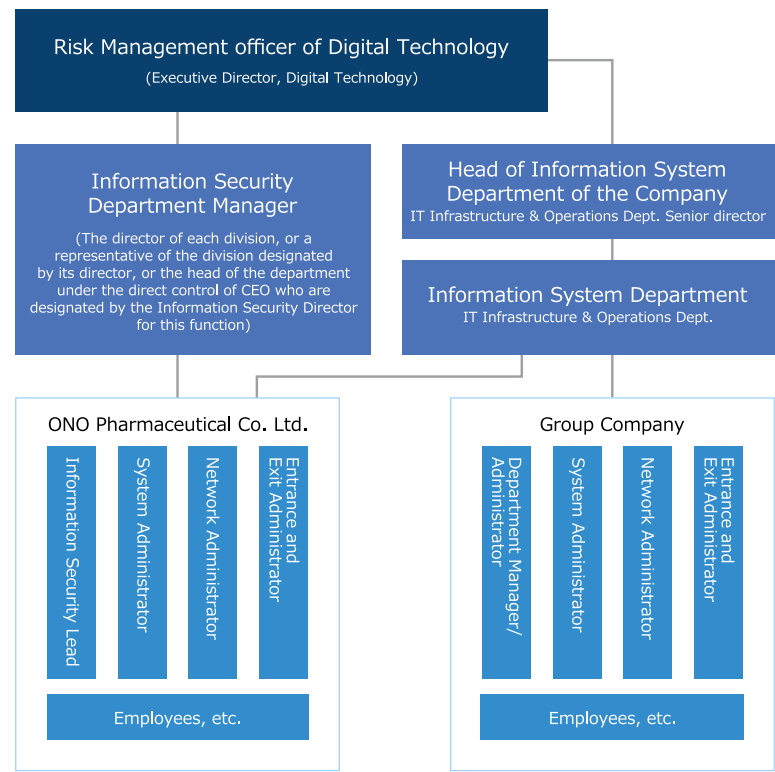 Risk Management officer of Digital Technology
(Executive Director, Digital Technology)
Information Security
Department Manager
(The director of each division, or a
representative of the division designated
by its director, or the head of the department
under the direct control of CEO who are
designated by the Information Security Director
for this function)
Head of Information System
Department of the Company
IT Infrastructure & Operations Dept. Senior director
Information System Department
IT Infrastructure & Operations Dept.
ONO Pharmaceutical Co. Ltd.
Information Security Lead
System Administrator
Network Administrator
Entrance and
Exit Administrator
Employees, etc.
Group Company
Department Manager/
Administrator
System Administrator
Network Administrator
Entrance and
Exit Administrator
Employees, etc.